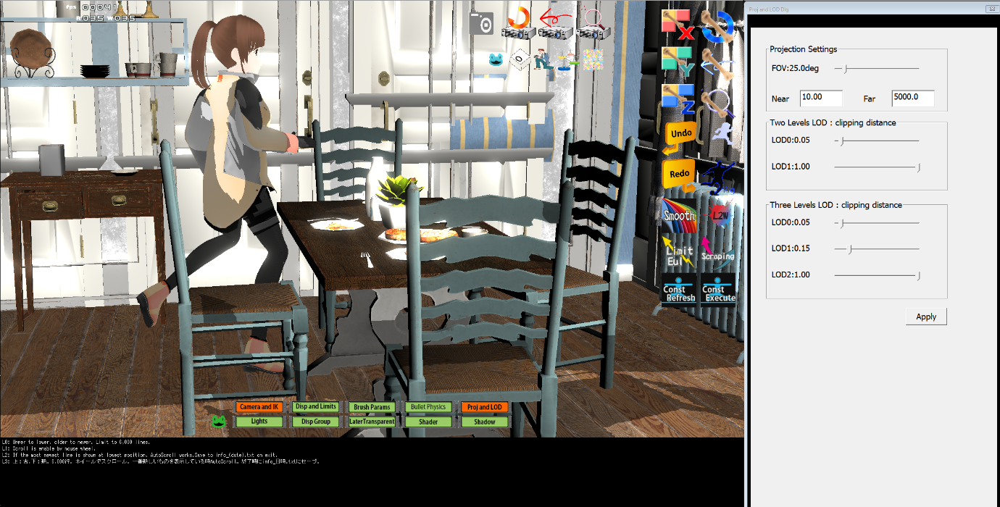 fps 00041
R035 W035
Proj and LOD Dlg
Projection Settings
FOV:25.0deg
Near 10.00 Far 5000.0
Two Levels LOD : clipping distance
LOD0:0.05
LOD1:1.00
Three Levels LOD : clipping distance
LOD0:0.05
LOD1:0.15
LOD2:1.00
Apply
X
Y
Z
Undo
Redo
Smooth
L2W
Limit Eul
Scraping
Const Refresh
Const Execute
Camera and IK Disp and Limits Brush Params Bullet Physics Proj and LOD
Lights Disp Group LaterTransparent Shader Shadow
L0: Upper to lower, older to newer, Limit to 6,000 lines.
L1: Scroll is enable by mouse wheel.
L2: If the most newest line is shown at lowest position, AutoScroll works.Save to info_(date).txt on exit.
L3: 上：古、下：新。6,000行。ホイールでスクロール。一番新しいものを表示している時AutoScroll。終了時にinfo_日時.txtにセーブ。